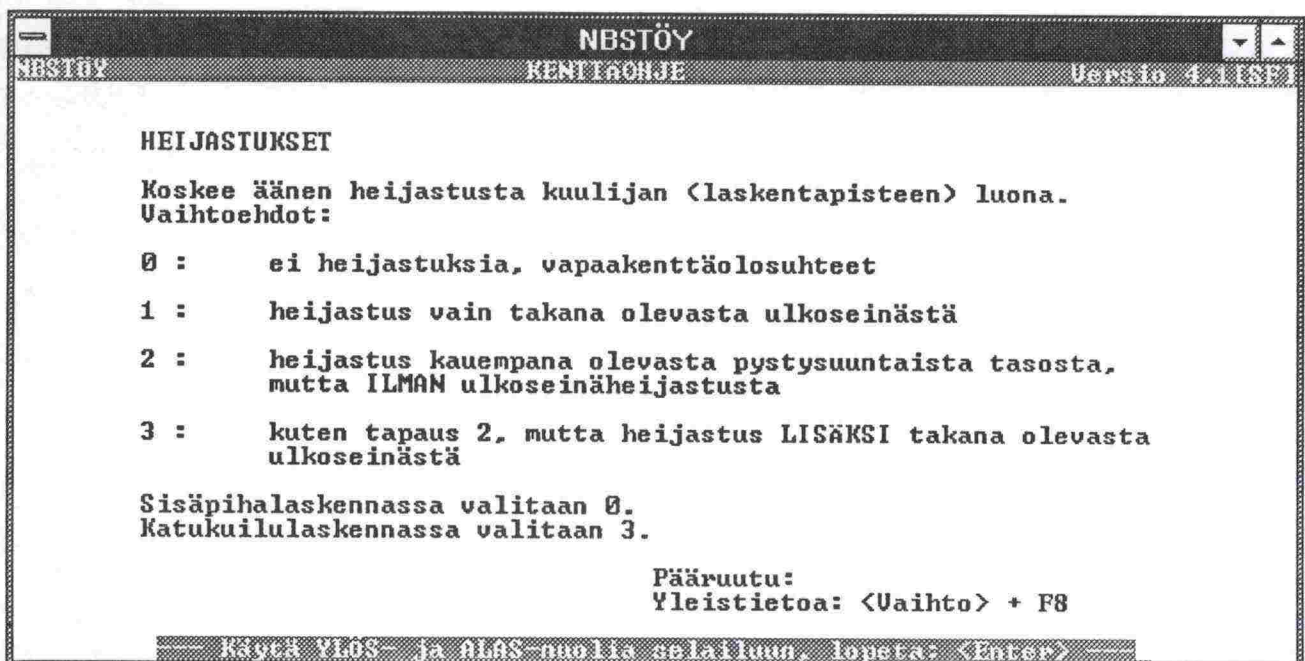 NBSTÖY
NBSTÖY KENTTÄOHJE Versio 4.1[SF]
HEIJASTUKSET
Koskee äänen heijastusta kuulijan <laskentapisteen> luona.
Vaihtoehdot:
0 : ei heijastuksia, vapaakenttäolosuhteet
1 : heijastus vain takana olevasta ulkoseinästä
2 : heijastus kauempana olevasta pystysuuntaista tasosta,
mutta ILMAN ulkoseinäheijastusta
3 : kuten tapaus 2, mutta heijastus LISÄKSI takana olevasta
ulkoseinästä
Sisäpihalaskennassa valitaan 0.
Katukuilulaskennassa valitaan 3.
Pääruutu:
Yleistietoa: <Vaihto> + F8
Käytä YLÖS- ja ALAS-nuolia selailuun, lopeta: <Enter>